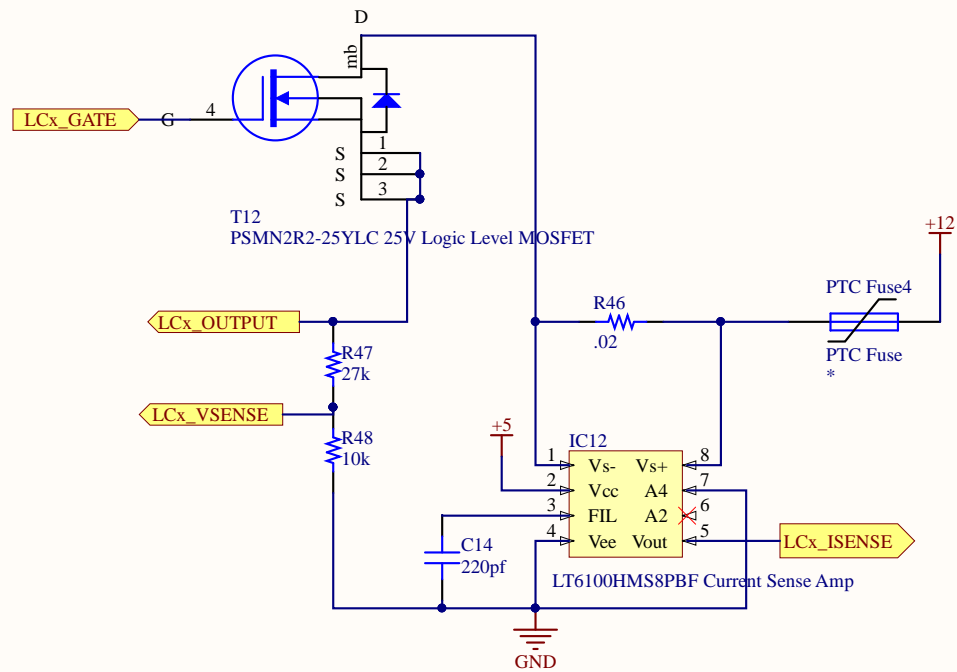 D
mb
LCx_GATE
G
4
S
1
S
2
S
3
T12
PSMN2R2-25YLC 25V Logic Level MOSFET
+12
PTC Fuse4
R46
.02
PTC Fuse
*
LCx_OUTPUT
R47
27k
LCx_VSENSE
R48
10k
+5
IC12
1
Vs-
Vs+
8
2
Vcc
A4
7
3
FIL
A2
6
4
Vee
Vout
5
LCx_ISENSE
C14
220pf
LT6100HMS8PBF Current Sense Amp
GND